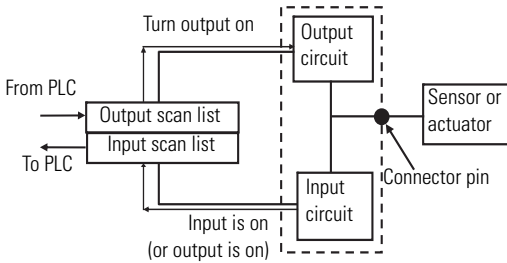 Turn output on
Output
circuit
From PLC
Output scan list
Input scan list
To PLC
Sensor or
actuator
Connector pin
Input
circuit
Input is on
(or output is on)